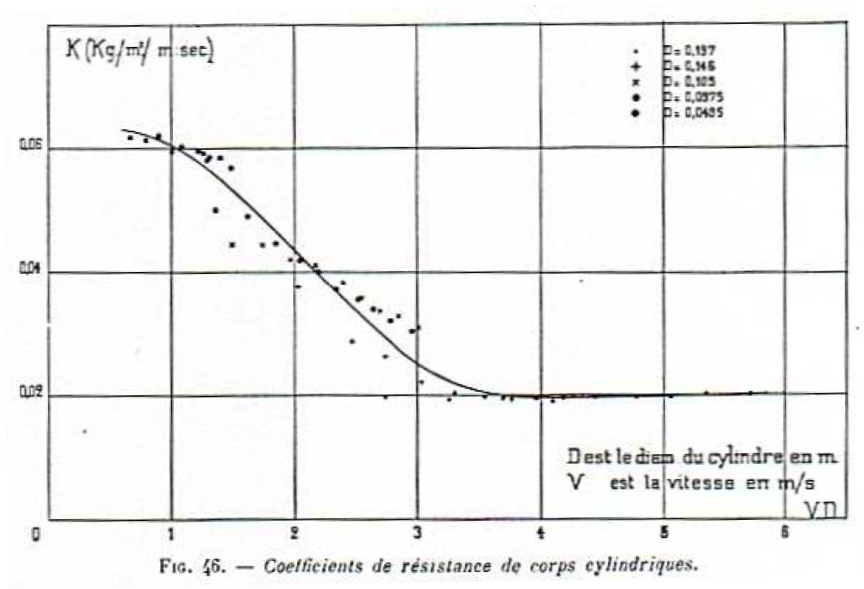 K (Kg/m²/ m:sec)
D= 0,197
D= 0,146
D= 0,109
D= 0,0975
D= 0,0495
0,06
0,04
0,02
D est le diam du cylindre en m.
V est la vitesse en m/s
VD
0 1 2 3 4 5 6
FIG. 46. — Coefficients de résistance de corps cylindriques.